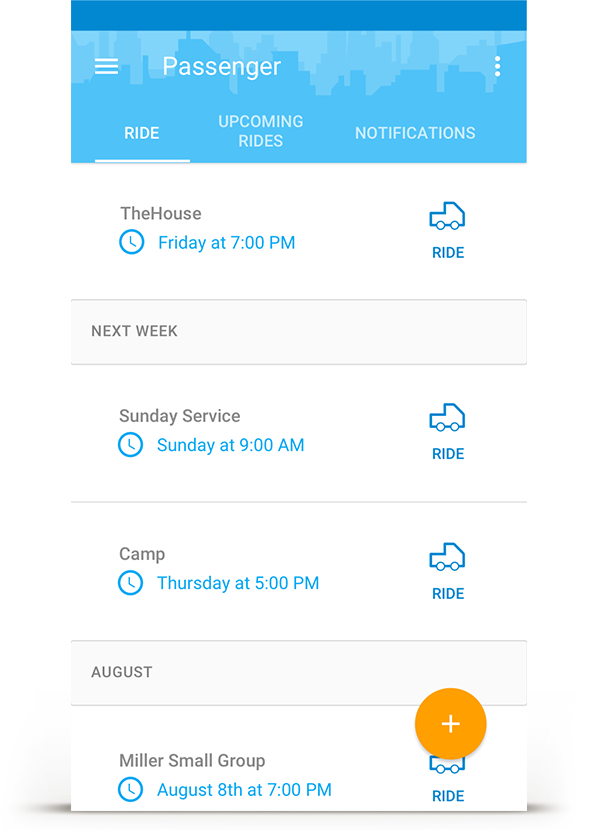 Passenger
RIDE
UPCOMING
RIDES
NOTIFICATIONS
TheHouse
Friday at 7:00 PM
RIDE
NEXT WEEK
Sunday Service
Sunday at 9:00 AM
RIDE
Camp
Thursday at 5:00 PM
RIDE
AUGUST
Miller Small Group
August 8th at 7:00 PM
RIDE